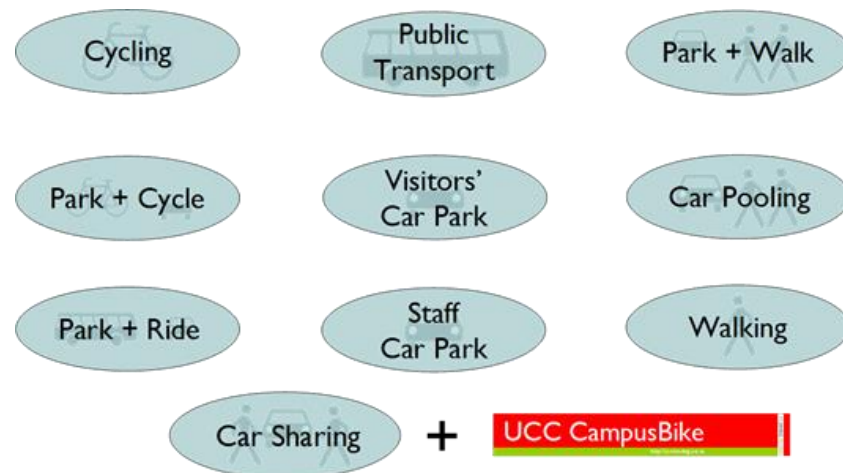 Cycling
Public
Transport
Park + Walk
Park + Cycle
Visitors'
Car Park
Car Pooling
Park + Ride
Staff
Car Park
Walking
Car Sharing
+
UCC CampusBike